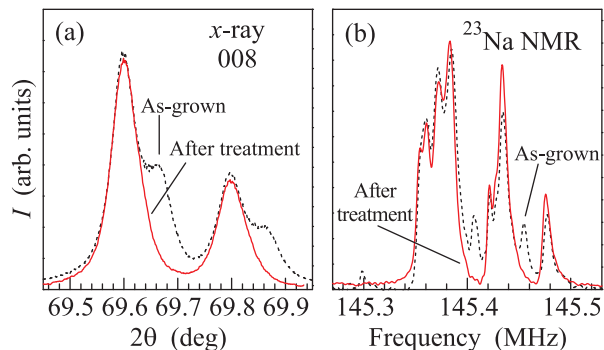 (a)
x-ray
008
As-grown
After treatment
I ((arb. units)
69.5 69.6 69.7 69.8 69.9
2θ (deg)
(b)
²³Na NMR
As-grown
After
treatment
145.3 145.4 145.5
Frequency (MHz)